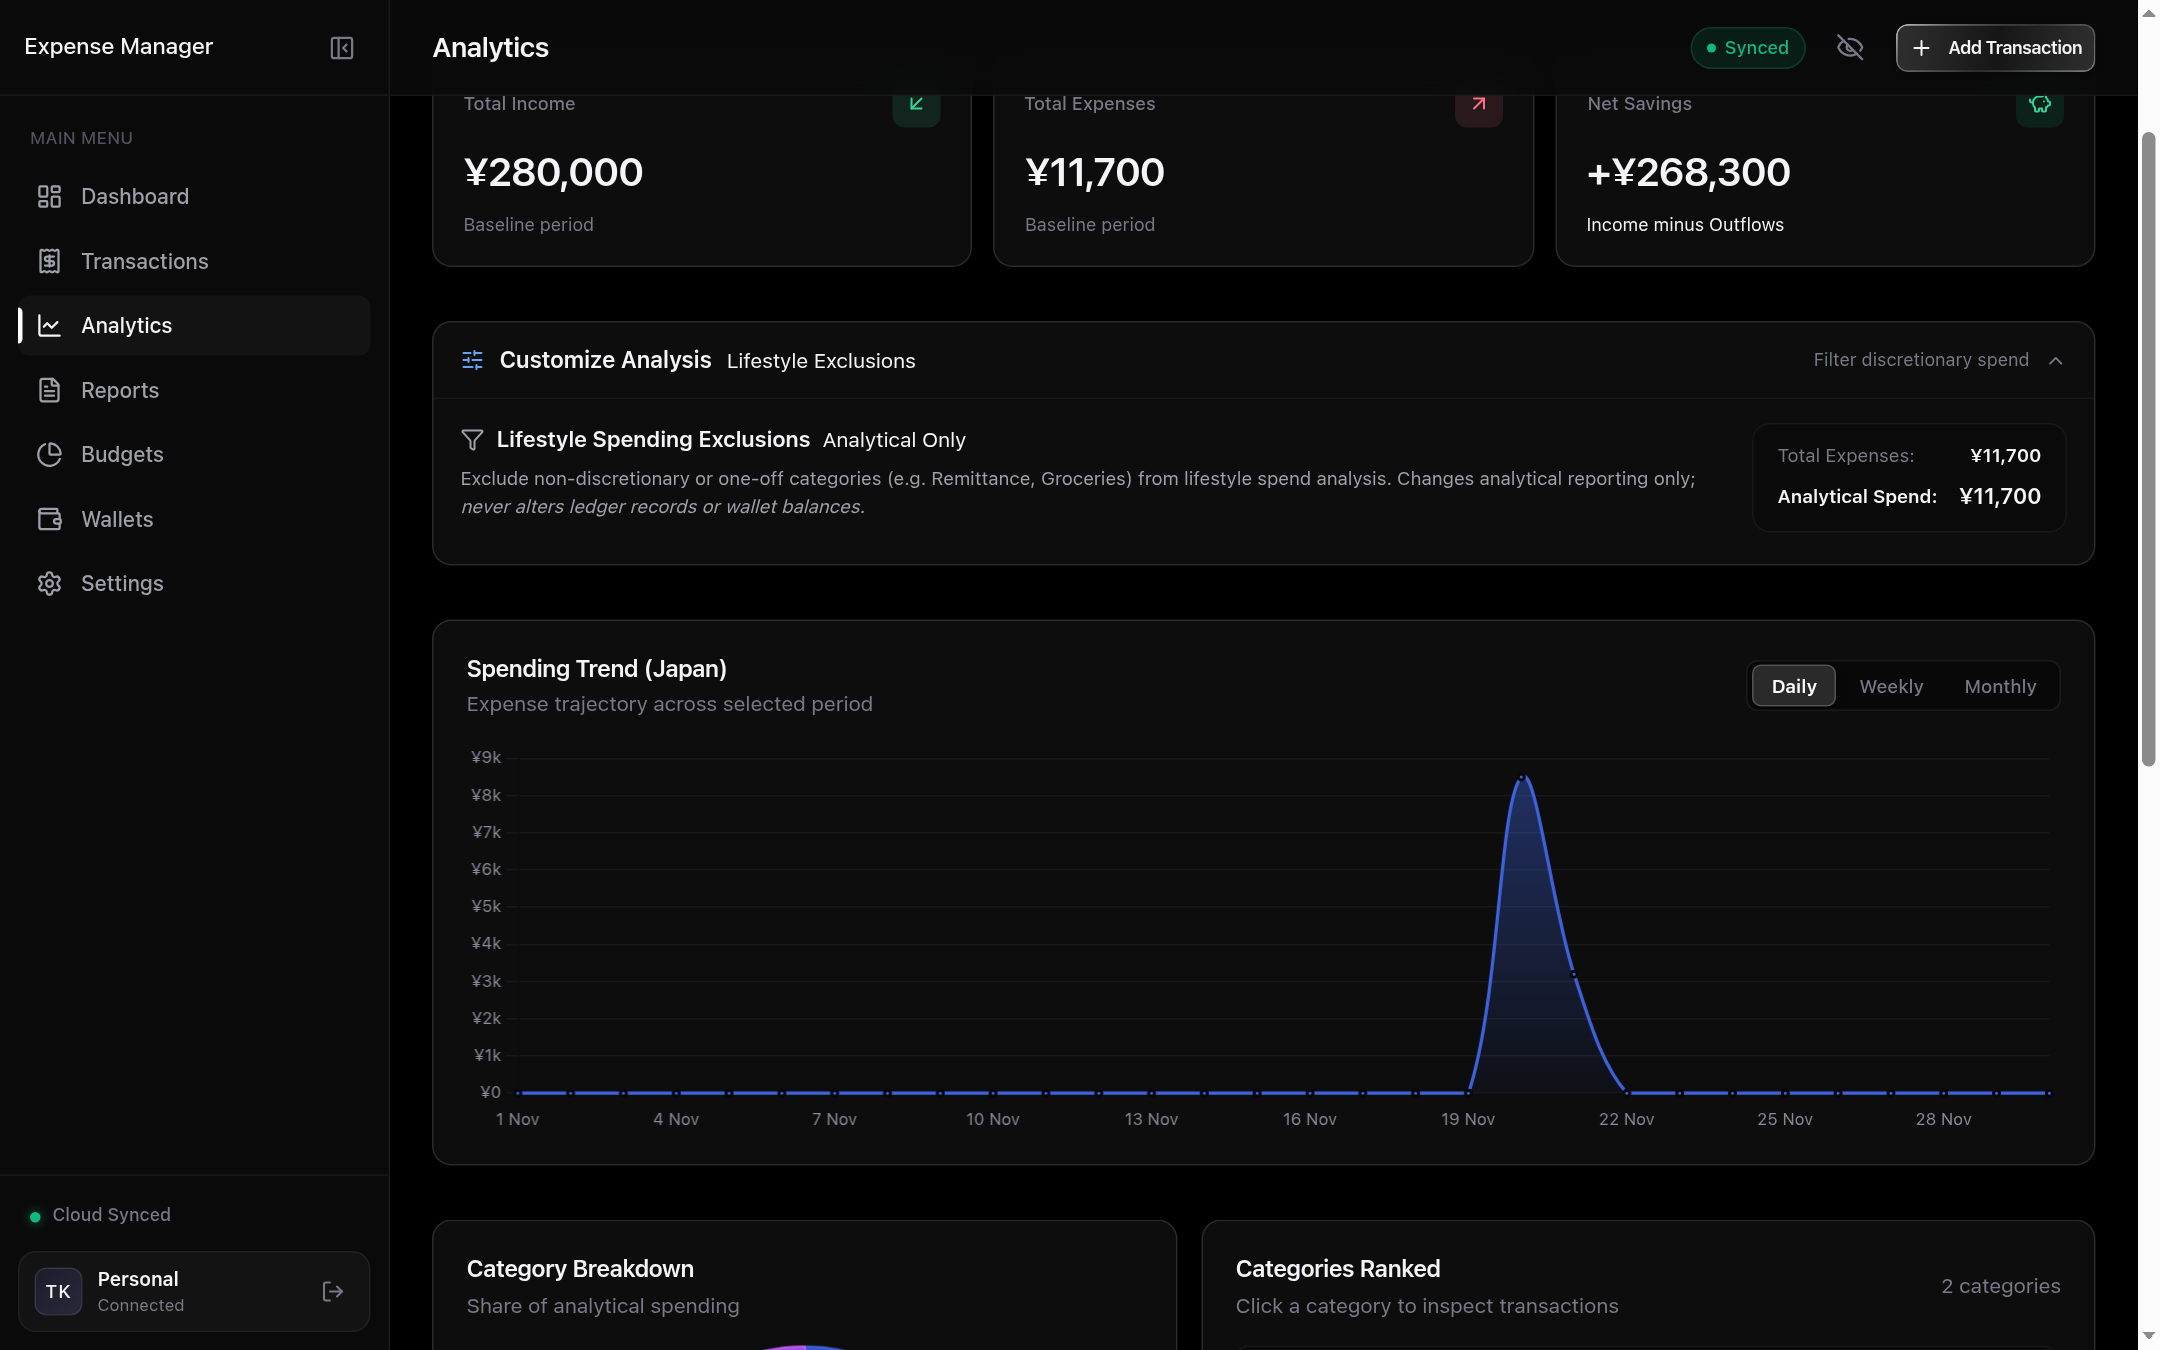 Expense Manager
MAIN MENU
Dashboard
Transactions
Analytics
Reports
Budgets
Wallets
Settings
Cloud Synced
TK
Personal
Connected
Analytics
Synced
Add Transaction
Total Income
¥280,000
Baseline period
Total Expenses
¥11,700
Baseline period
Net Savings
+¥268,300
Income minus Outflows
Customize Analysis Lifestyle Exclusions
Filter discretionary spend
Lifestyle Spending Exclusions Analytical Only
Exclude non-discretionary or one-off categories (e.g. Remittance, Groceries) from lifestyle spend analysis. Changes analytical reporting only;
never alters ledger records or wallet balances.
Total Expenses: ¥11,700
Analytical Spend: ¥11,700
Spending Trend (Japan)
Expense trajectory across selected period
Daily Weekly Monthly
¥9k
¥8k
¥7k
¥6k
¥5k
¥4k
¥3k
¥2k
¥1k
¥0
1 Nov 4 Nov 7 Nov 10 Nov 13 Nov 16 Nov 19 Nov 22 Nov 25 Nov 28 Nov
Category Breakdown
Share of analytical spending
Categories Ranked
Click a category to inspect transactions
2 categories